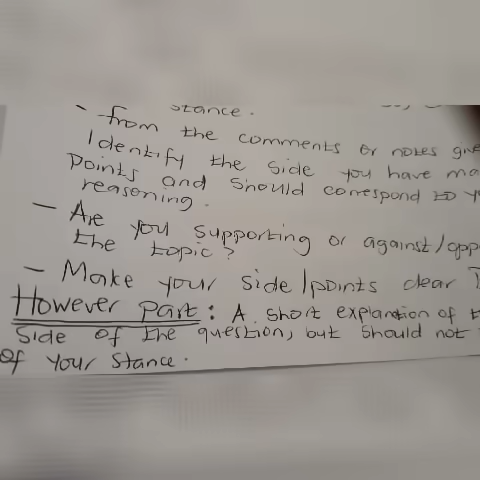 stance.
- from the comments or notes
Identify the side you have
points and should correspond to
reasoning.
- Are you supporting or against/
the topic?
- Make your side/points clear
However part: A short explanation of
side of the question, but should not
of your stance.